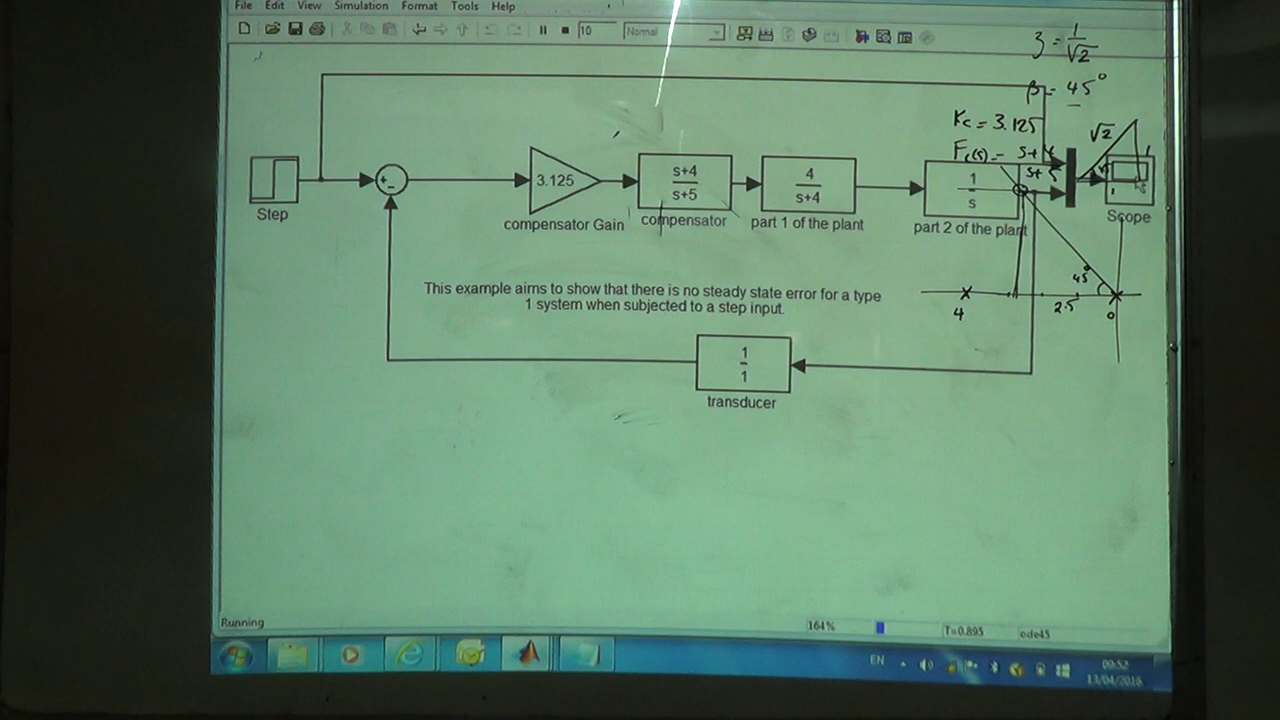 File Edit View Simulation Format Tools Help
10 Normal
ʒ = 1/√2
β = 45°
Kc = 3.125
Fc(s) = s+4
s+5
√2
1
1
Step
+
-
3.125
compensator Gain
s+4
s+5
compensator
4
s+4
part 1 of the plant
1
s
part 2 of the plant
Scope
45
4
2.5
0
This example aims to show that there is no steady state error for a type
1 system when subjected to a step input.
1
1
transducer
Running 164% T=0.895 ode45
EN 09:52
13/04/2016